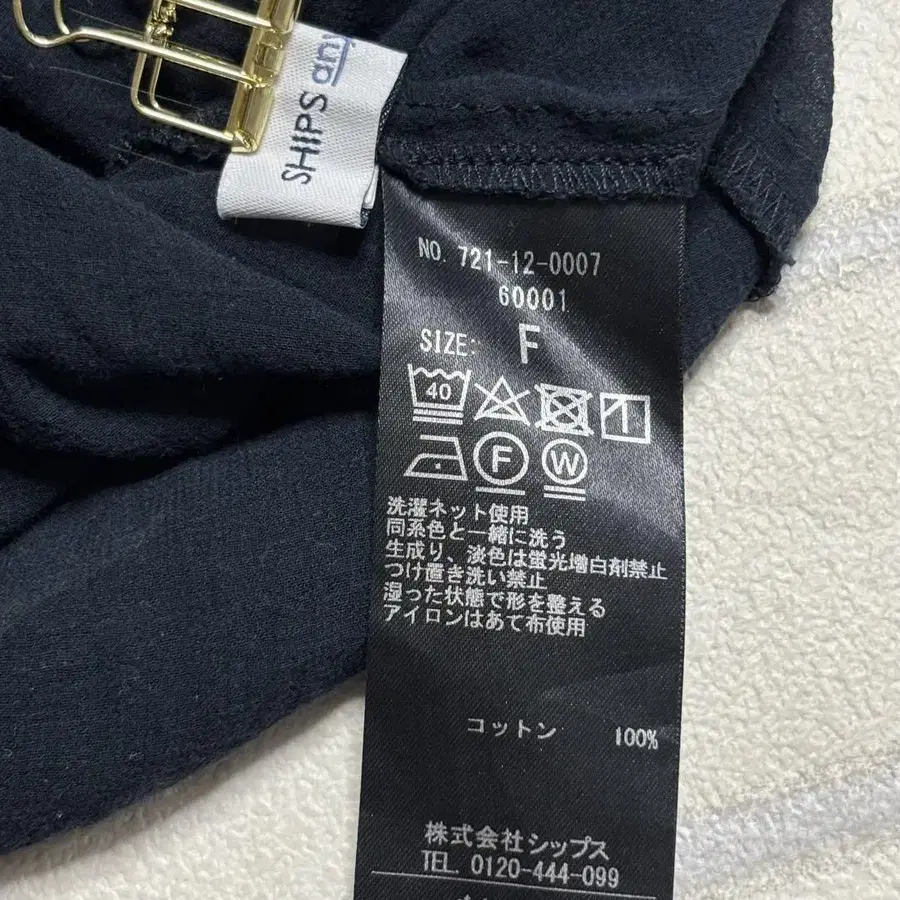 SHIPS any
NO. 721-12-0007
60001
SIZE: F
40
F W
洗濯ネット使用
同系色と一緒に洗う
生成り、淡色は蛍光増白剤禁止
つけ置き洗い禁止
湿った状態で形を整える
アイロンはあて布使用
コットン 100%
株式会社シップス
TEL. 0120-444-099